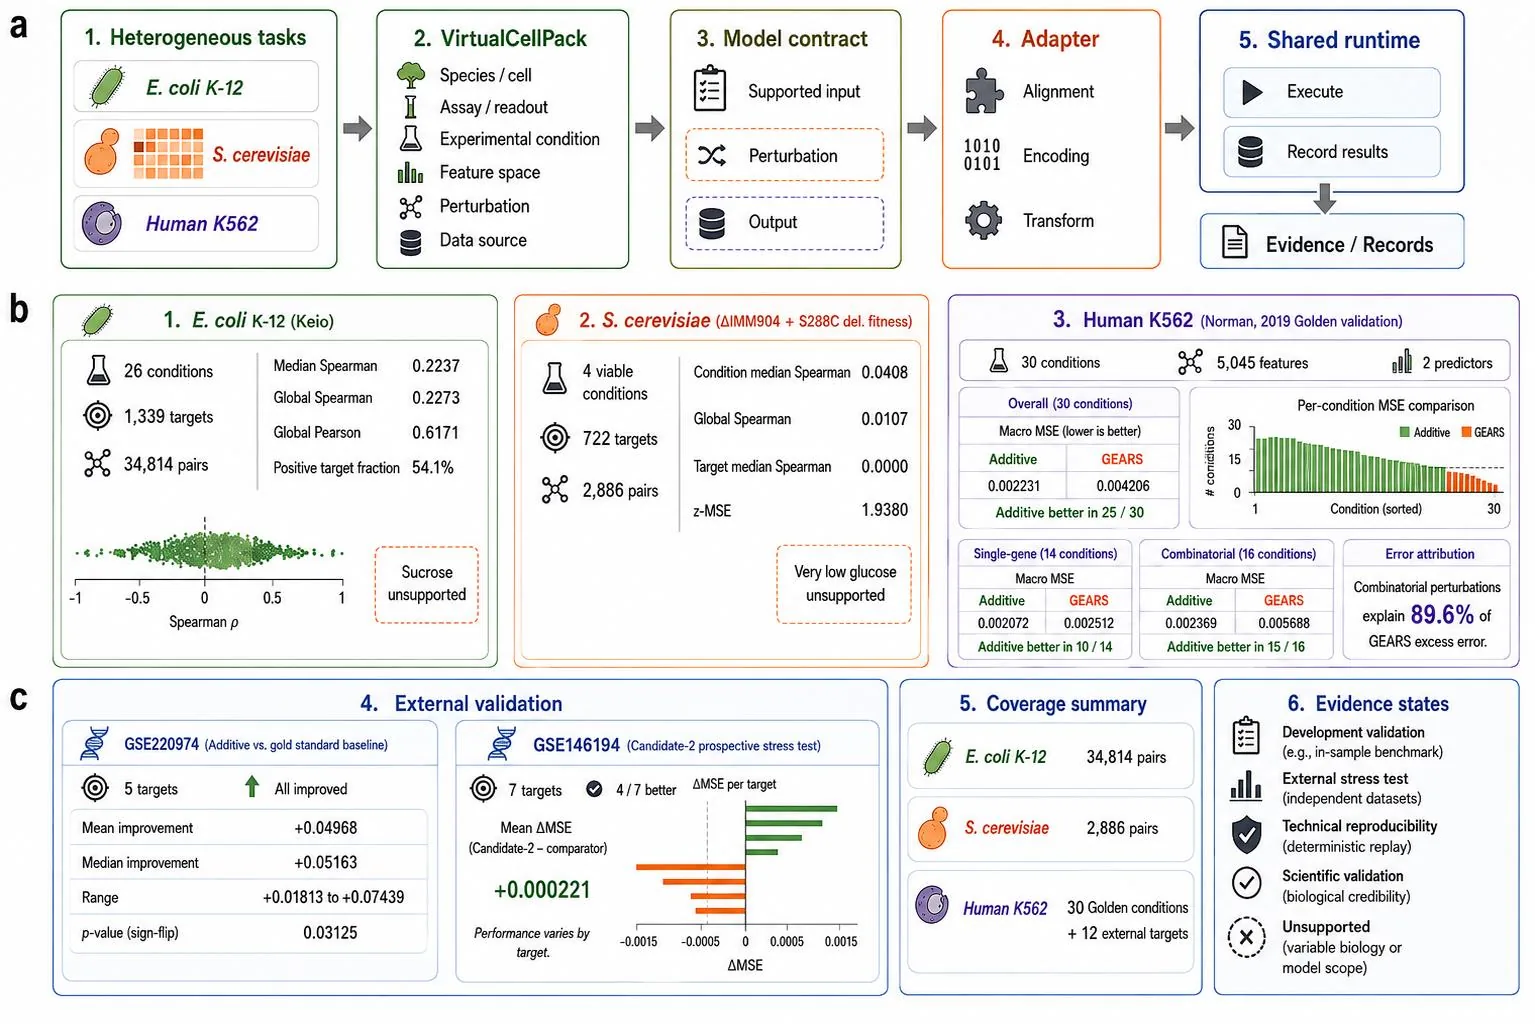 a
1. Heterogeneous tasks
E. coli K-12
S. cerevisiae
Human K562
2. VirtualCellPack
Species / cell
Assay / readout
Experimental condition
Feature space
Perturbation
Data source
3. Model contract
Supported input
Perturbation
Output
4. Adapter
Alignment
1010
0101
Encoding
Transform
5. Shared runtime
Execute
Record results
Evidence / Records
b
1. E. coli K-12 (Keio)
26 conditions
1,339 targets
34,814 pairs
Median Spearman 0.2237
Global Spearman 0.2273
Global Pearson 0.6171
Positive target fraction 54.1%
-1 -0.5 0 0.5 1
Spearman ρ
Sucrose
unsupported
2. S. cerevisiae (ΔIMM904 + S288C del. fitness)
4 viable
conditions
722 targets
2,886 pairs
Condition median Spearman 0.0408
Global Spearman 0.0107
Target median Spearman 0.0000
z-MSE 1.9380
Very low glucose
unsupported
3. Human K562 (Norman, 2019 Golden validation)
30 conditions
5,045 features
2 predictors
Overall (30 conditions)
Macro MSE (lower is better)
Additive GEARS
0.002231 0.004206
Additive better in 25 / 30
Per-condition MSE comparison
Additive GEARS
# conditions
30
15
0
1 Condition (sorted) 30
Single-gene (14 conditions)
Macro MSE
Additive GEARS
0.002072 0.002512
Additive better in 10 / 14
Combinatorial (16 conditions)
Macro MSE
Additive GEARS
0.002369 0.005688
Additive better in 15 / 16
Error attribution
Combinatorial perturbations
explain 89.6% of
GEARS excess error.
c
4. External validation
GSE220974 (Additive vs. gold standard baseline)
5 targets
All improved
Mean improvement +0.04968
Median improvement +0.05163
Range +0.01813 to +0.07439
p-value (sign-flip) 0.03125
GSE146194 (Candidate-2 prospective stress test)
7 targets
4 / 7 better
Mean ΔMSE
(Candidate-2 – comparator)
+0.000221
Performance varies by
target.
ΔMSE per target
-0.0015 -0.0005 0 0.0005 0.0015
ΔMSE
5. Coverage summary
E. coli K-12 34,814 pairs
S. cerevisiae 2,886 pairs
Human K562 30 Golden conditions
+ 12 external targets
6. Evidence states
Development validation
(e.g., in-sample benchmark)
External stress test
(independent datasets)
Technical reproducibility
(deterministic replay)
Scientific validation
(biological credibility)
Unsupported
(variable biology or
model scope)